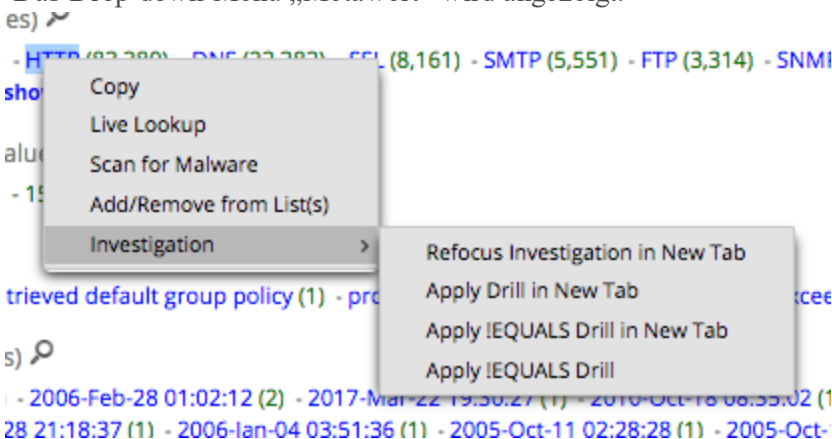 es)
- HTTP (83,380) - DNS (22,282) - SSL (8,161) - SMTP (5,551) - FTP (3,314) - SNM
sho
Copy
Live Lookup
alue
Scan for Malware
- 15
Add/Remove from List(s)
Investigation >
Refocus Investigation in New Tab
Apply Drill in New Tab
Apply !EQUALS Drill in New Tab
Apply !EQUALS Drill
trieved default group policy (1) - pro
s)
- 2006-Feb-28 01:02:12 (2) - 2017-Mar-22 19:30:27 (1) - 2010-Oct-18 08:35:02 (1
28 21:18:37 (1) - 2006-Jan-04 03:51:36 (1) - 2005-Oct-11 02:28:28 (1) - 2005-Oct-